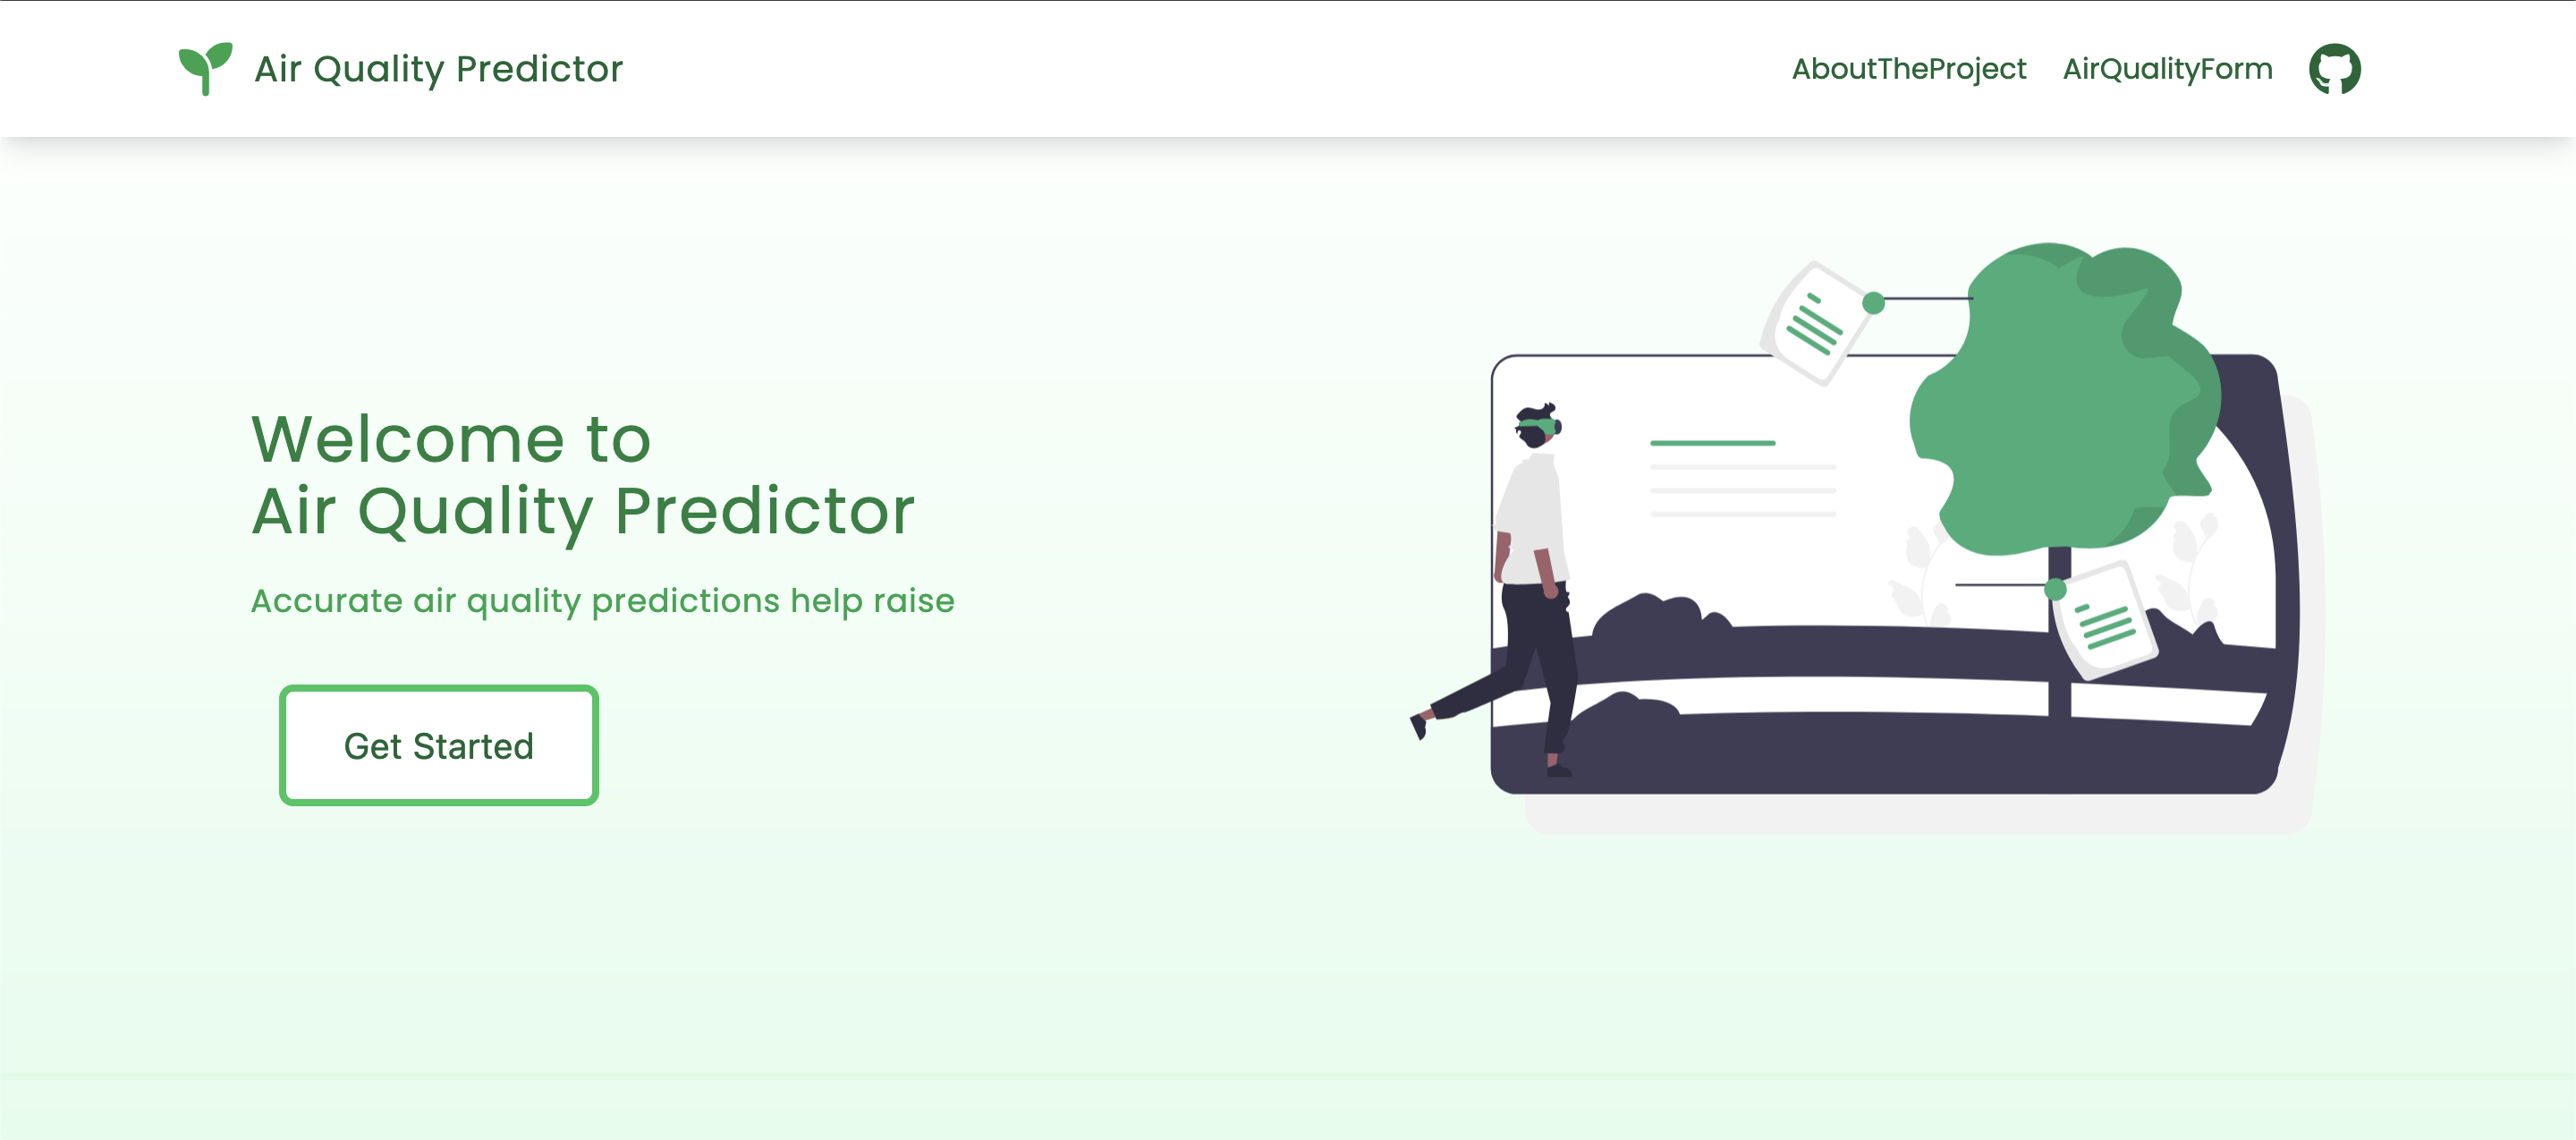 Air Quality Predictor
AboutTheProject
AirQualityForm
Welcome to
Air Quality Predictor
Accurate air quality predictions help raise
Get Started